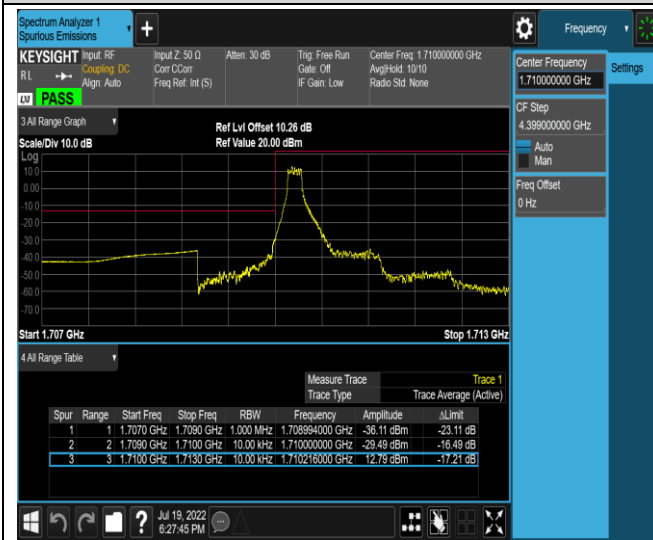 Spectrum Analyzer 1
Spurious Emissions
+
Frequency
KEYSIGHT Input: RF Input Z: 50 Ω Atten: 30 dB Trig: Free Run Center Freq: 1.710000000 GHz
RL Coupling: DC Corr CCorr Gate: Off Avg|Hold: 10/10
Align: Auto Freq Ref: Int (S) IF Gain: Low Radio Std: None
LXI PASS
Center Frequency
1.710000000 GHz
Settings
CF Step
4.399000000 GHz
Auto
Man
Freq Offset
0 Hz
3 All Range Graph
Ref Lvl Offset 10.26 dB
Scale/Div 10.0 dB Ref Value 20.00 dBm
Log
10.0
0.00
-10.0
-20.0
-30.0
-40.0
-50.0
-60.0
-70.0
Start 1.707 GHz Stop 1.713 GHz
4 All Range Table
Measure Trace Trace 1
Trace Type Trace Average (Active)
Spur Range Start Freq Stop Freq RBW Frequency Amplitude ΔLimit
1 1 1.7070 GHz 1.7090 GHz 1.000 MHz 1.708994000 GHz -36.11 dBm -23.11 dB
2 2 1.7090 GHz 1.7100 GHz 10.00 kHz 1.710000000 GHz -29.49 dBm -16.49 dB
3 3 1.7100 GHz 1.7130 GHz 10.00 kHz 1.710216000 GHz 12.79 dBm -17.21 dB
? Jul 19, 2022
6:27:45 PM